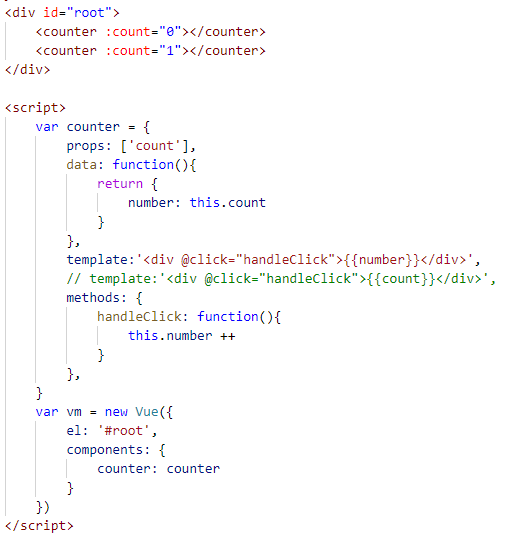 <div id="root">
    <counter :count="0"></counter>
    <counter :count="1"></counter>
</div>

<script>
    var counter = {
        props: ['count'],
        data: function(){
            return {
                number: this.count
            }
        },
        template:'<div @click="handleClick">{{number}}</div>',
        // template:'<div @click="handleClick">{{count}}</div>',
        methods: {
            handleClick: function(){
                this.number ++
            }
        },
    }
    var vm = new Vue({
        el: '#root',
        components: {
            counter: counter
        }
    })
</script>